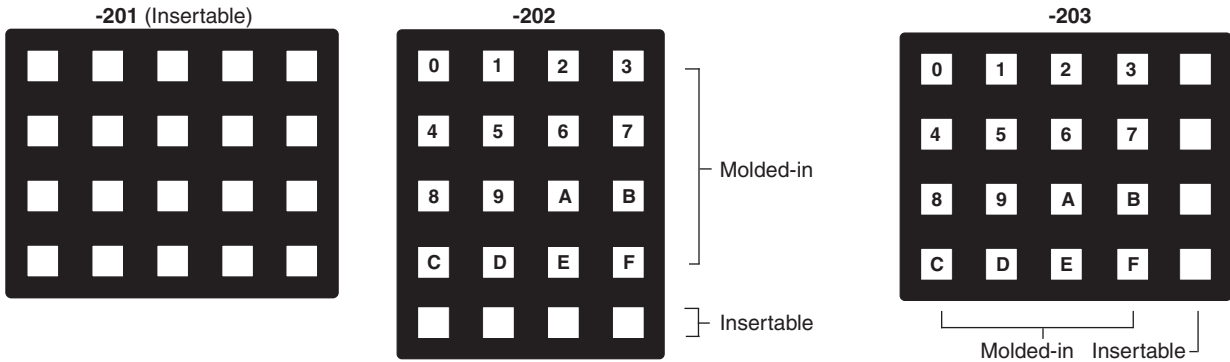 -201 (Insertable)
-202
0 1 2 3
4 5 6 7
8 9 A B
C D E F
Molded-in
Insertable
-203
0 1 2 3
4 5 6 7
8 9 A B
C D E F
Molded-in Insertable